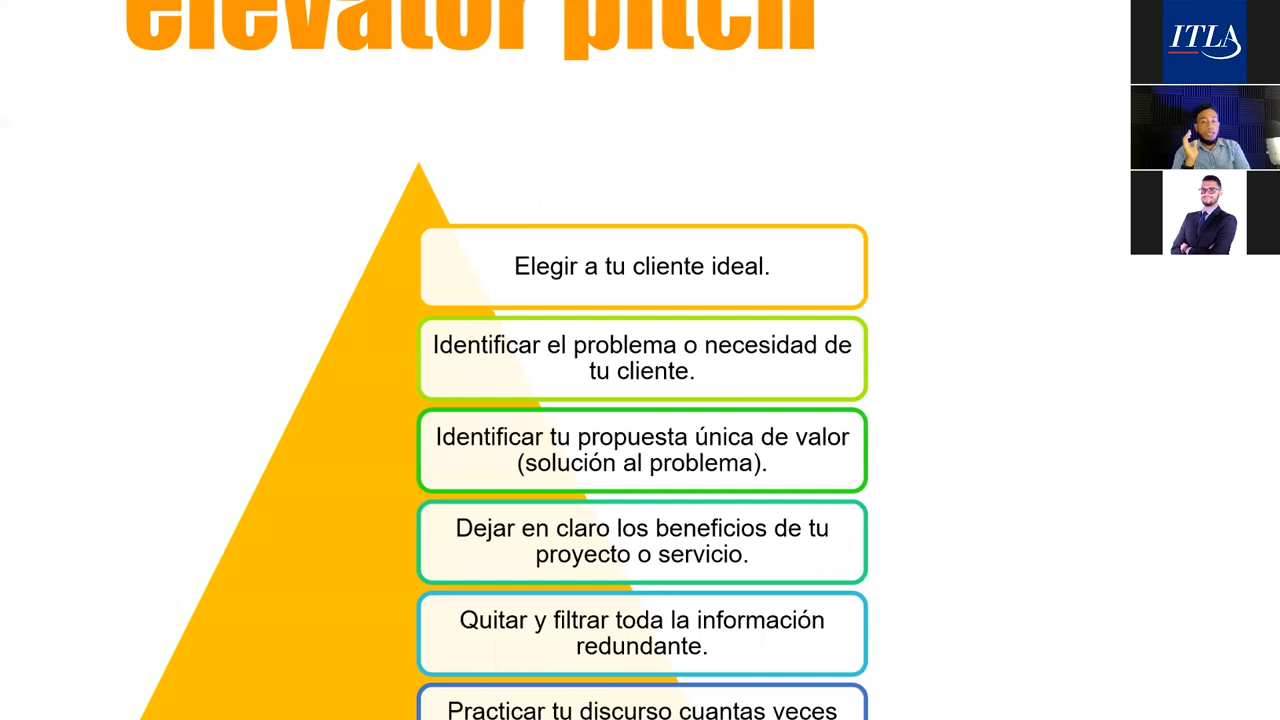 elevator pitch
ITLA
Elegir a tu cliente ideal.
Identificar el problema o necesidad de
tu cliente.
Identificar tu propuesta única de valor
(solución al problema).
Dejar en claro los beneficios de tu
proyecto o servicio.
Quitar y filtrar toda la información
redundante.
Practicar tu discurso cuantas veces